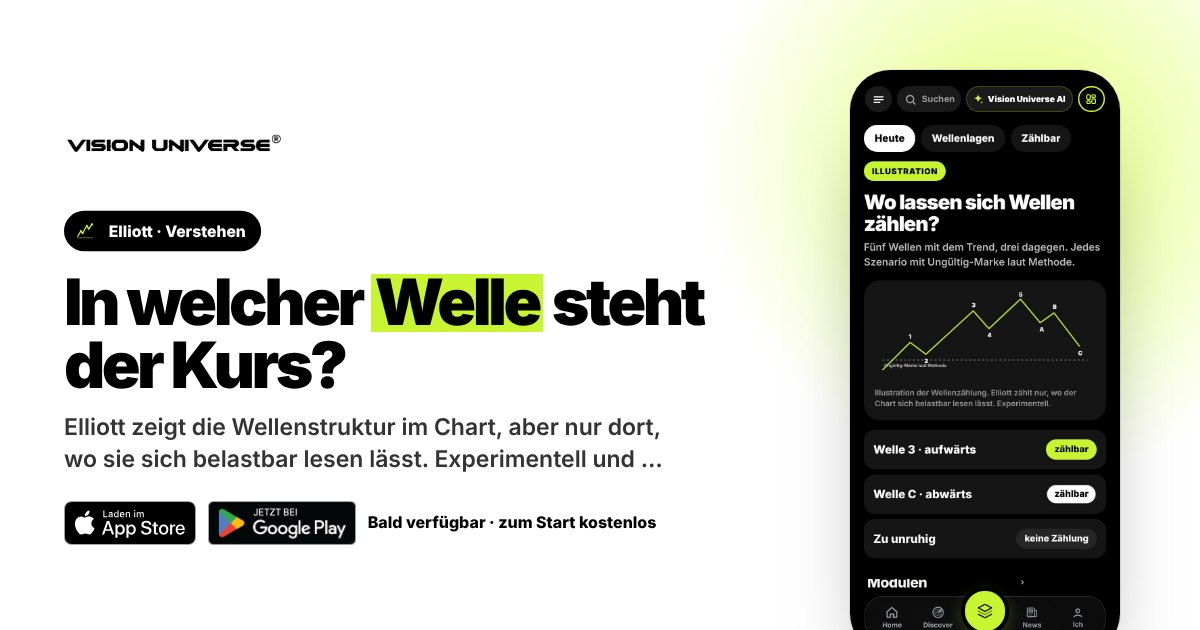 VISION UNIVERSE®
Elliott · Verstehen
In welcher Welle steht
der Kurs?
Elliott zeigt die Wellenstruktur im Chart, aber nur dort,
wo sie sich belastbar lesen lässt. Experimentell und ...
Laden im
App Store
JETZT BEI
Google Play
Bald verfügbar · zum Start kostenlos
Suchen
Vision Universe AI
Heute
Wellenlagen
Zählbar
ILLUSTRATION
Wo lassen sich Wellen
zählen?
Fünf Wellen mit dem Trend, drei dagegen. Jedes
Szenario mit Ungültig-Marke laut Methode.
1
2
3
4
5
A
B
C
Ungültig-Marke laut Methode
Illustration der Wellenzählung. Elliott zählt nur, wo der
Chart sich belastbar lesen lässt. Experimentell.
Welle 3 · aufwärts
zählbar
Welle C · abwärts
zählbar
Zu unruhig
keine Zählung
Modulen
Home
Discover
News
Ich